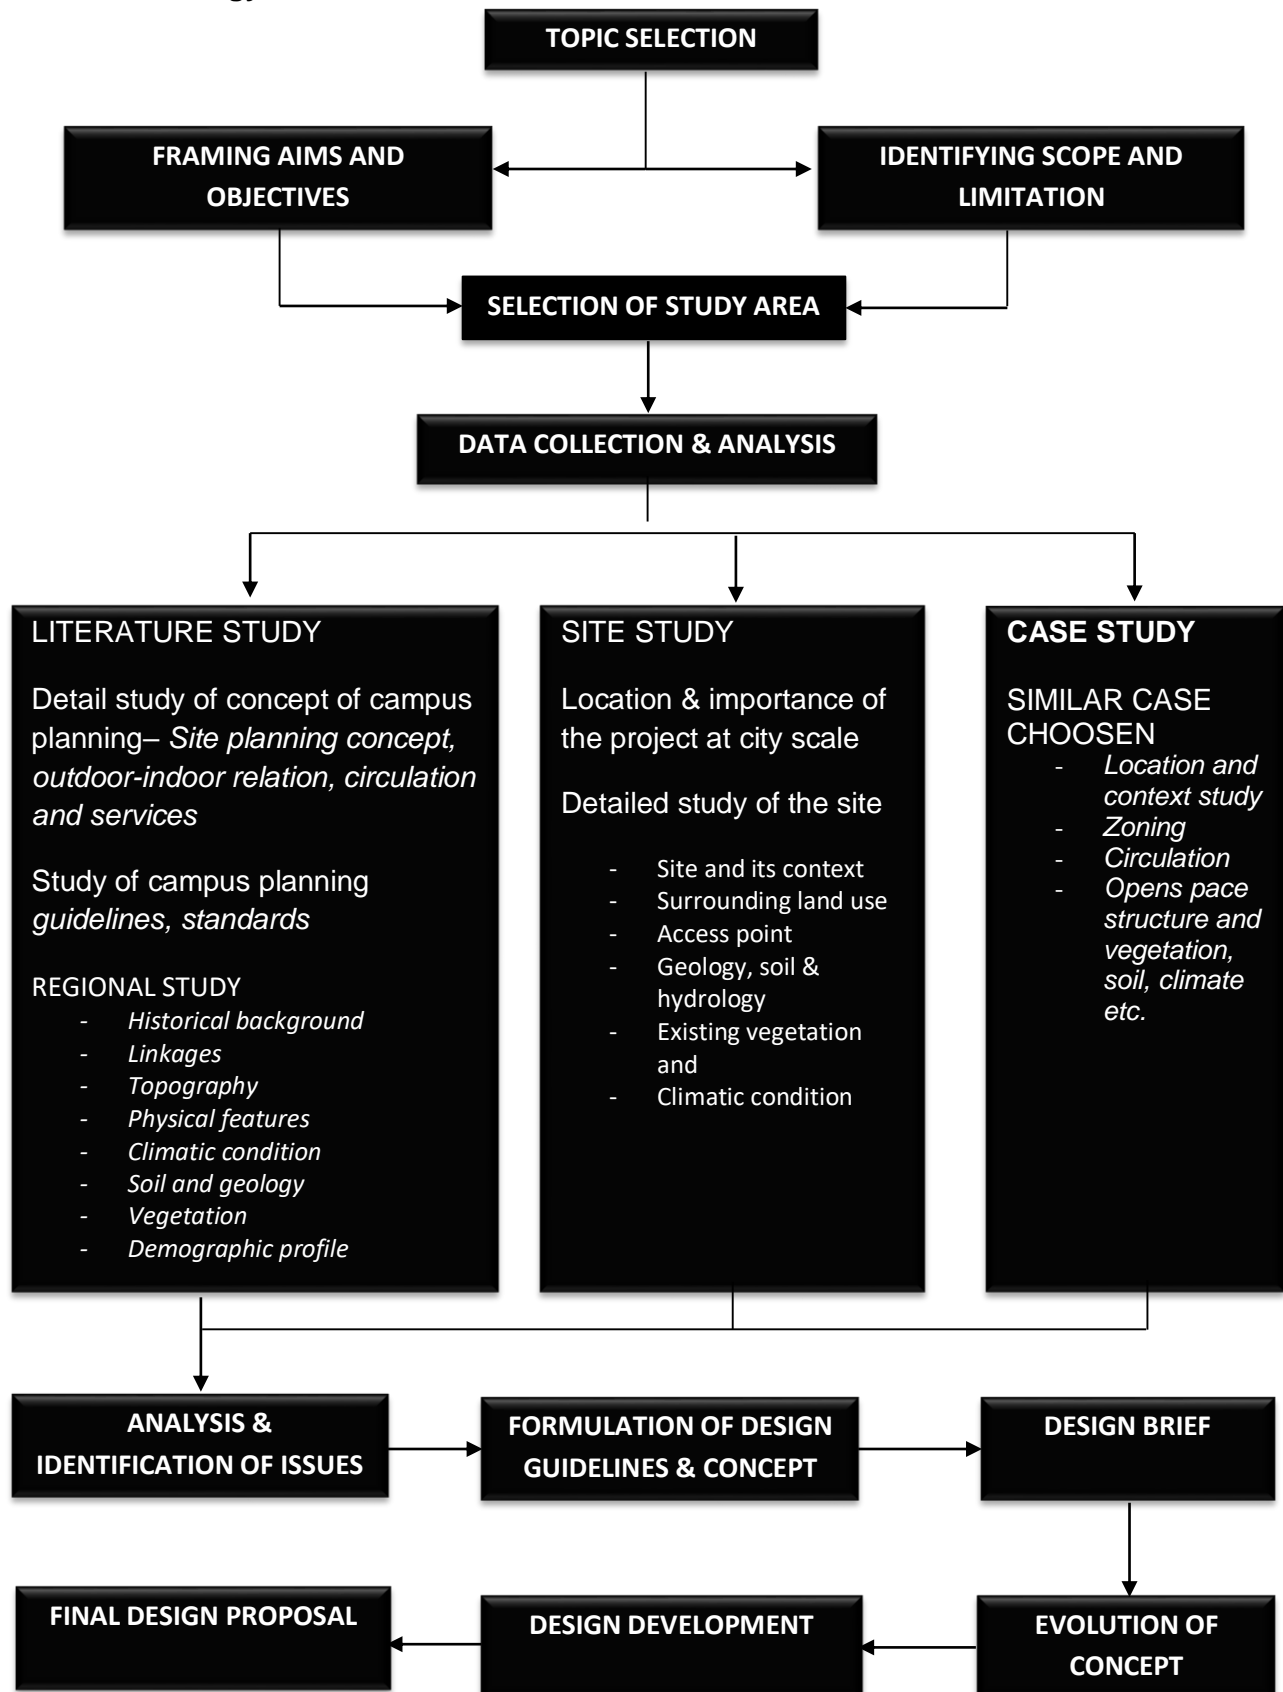 TOPIC SELECTION
FRAMING AIMS AND
OBJECTIVES
IDENTIFYING SCOPE AND
LIMITATION
SELECTION OF STUDY AREA
DATA COLLECTION & ANALYSIS
LITERATURE STUDY
Detail study of concept of campus
planning– Site planning concept,
outdoor-indoor relation, circulation
and services
Study of campus planning
guidelines, standards
REGIONAL STUDY
- Historical background
- Linkages
- Topography
- Physical features
- Climatic condition
- Soil and geology
- Vegetation
- Demographic profile
SITE STUDY
Location & importance of
the project at city scale
Detailed study of the site
- Site and its context
- Surrounding land use
- Access point
- Geology, soil &
hydrology
- Existing vegetation
and
- Climatic condition
CASE STUDY
SIMILAR CASE
CHOOSEN
- Location and
context study
- Zoning
- Circulation
- Opens pace
structure and
vegetation,
soil, climate
etc.
ANALYSIS &
IDENTIFICATION OF ISSUES
FORMULATION OF DESIGN
GUIDELINES & CONCEPT
DESIGN BRIEF
FINAL DESIGN PROPOSAL
DESIGN DEVELOPMENT
EVOLUTION OF
CONCEPT